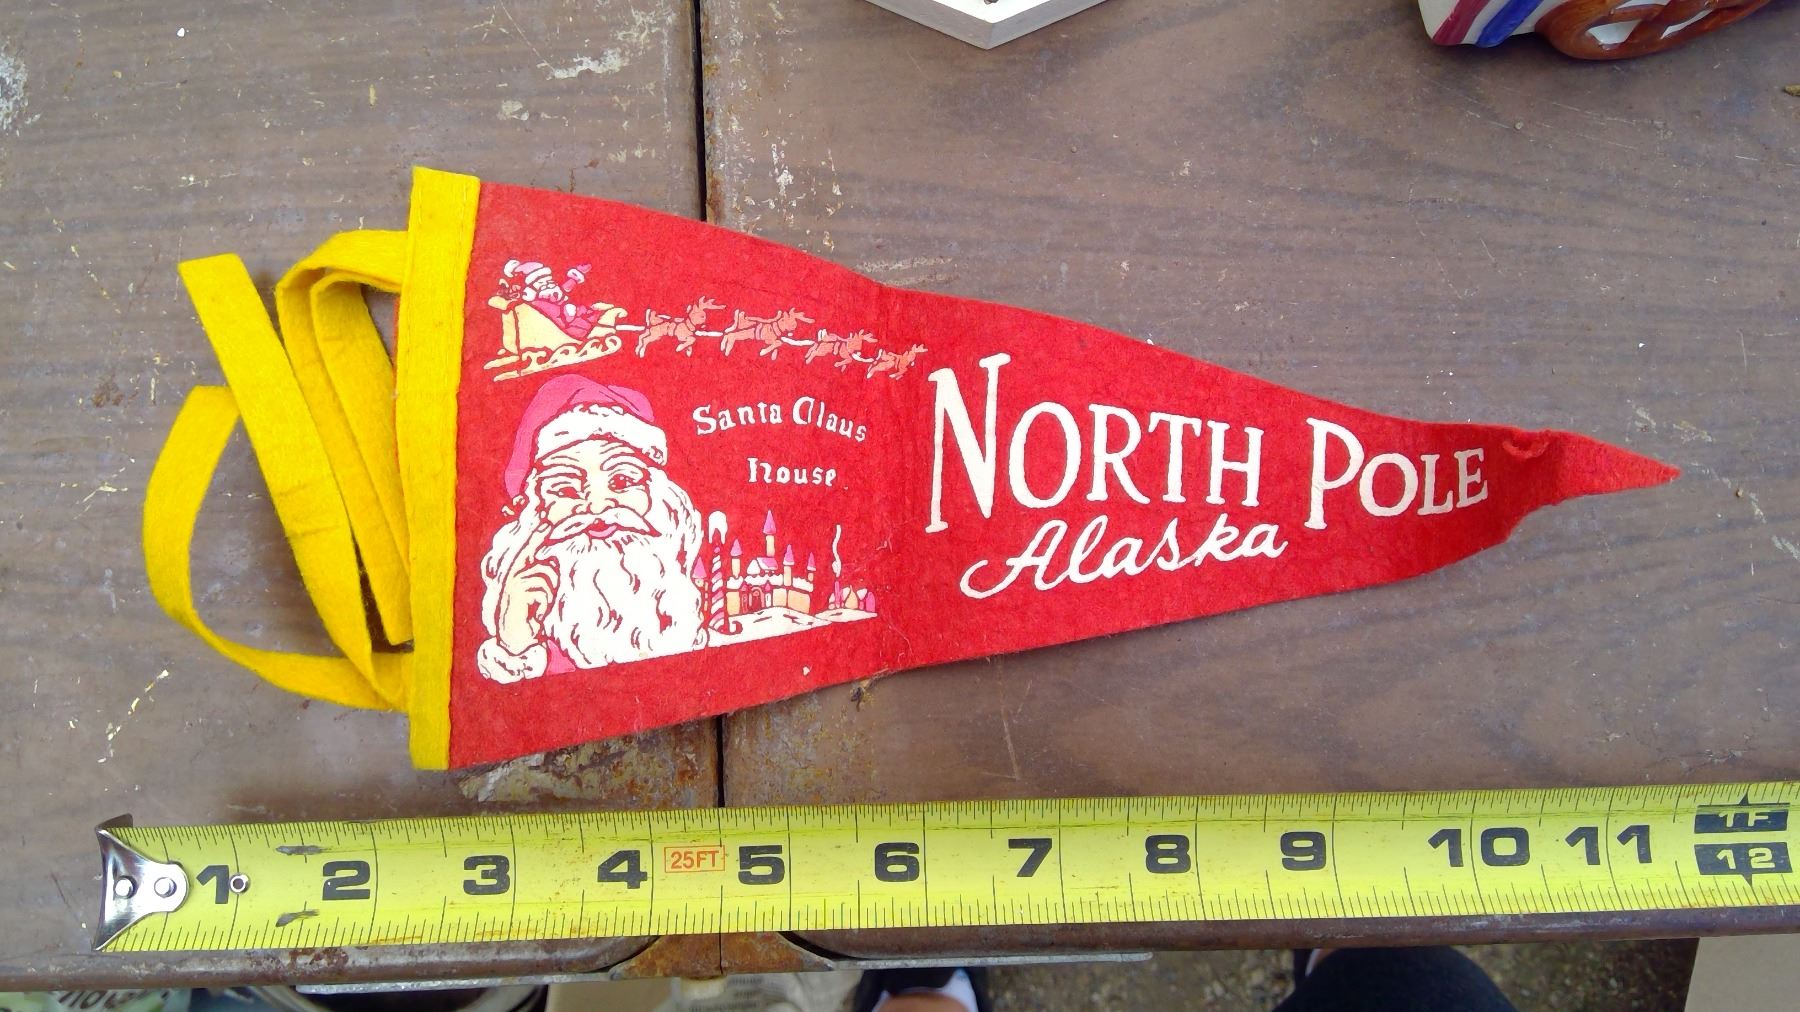 Santa Claus
House
NORTH POLE
Alaska
1 2 3 4 25FT 5 6 7 8 9 10 11 1F
12